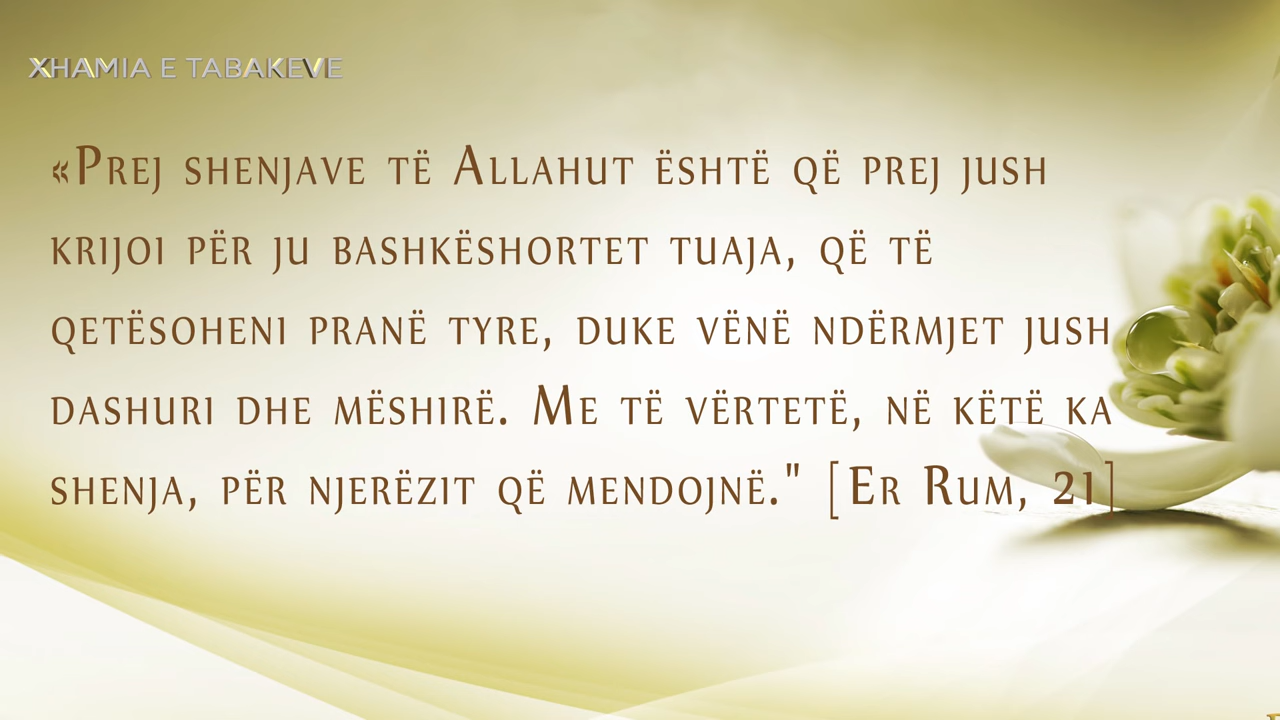 XHAMIA E TABAKEVE
«Prej shenjave të Allahut është që prej jush
krijoi për ju bashkëshortet tuaja, që të
qetësoheni pranë tyre, duke vënë ndërmjet jush
dashuri dhe mëshirë. Me të vërtetë, në këtë ka
shenja, për njerëzit që mendojnë." [Er Rum, 21]